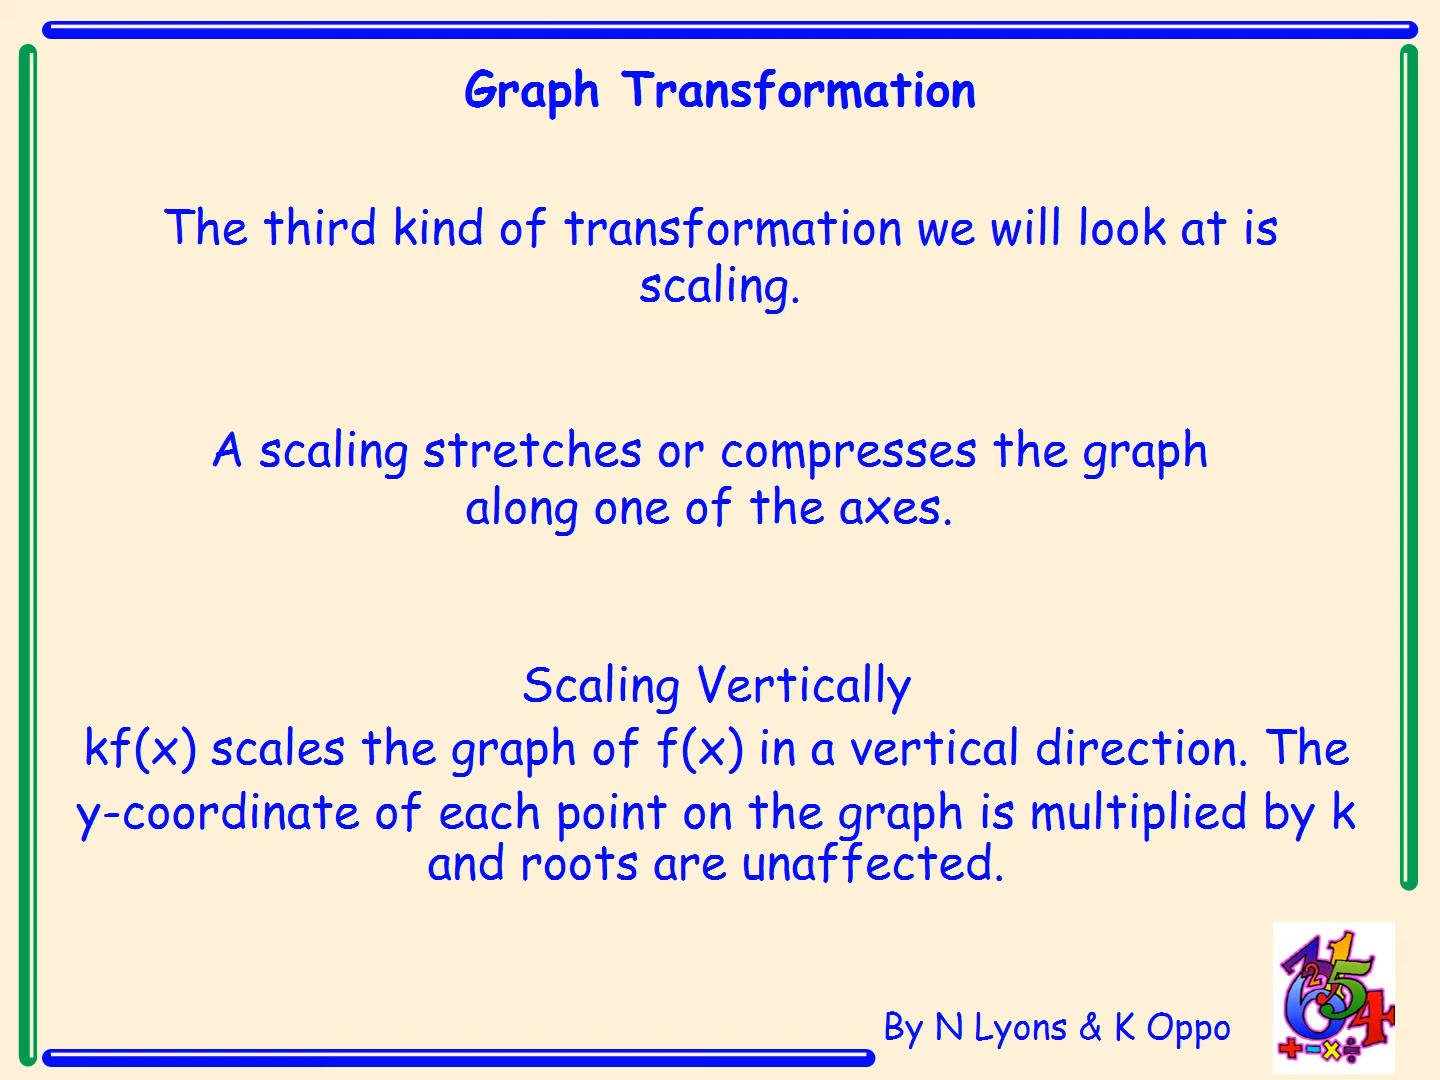 Graph Transformation
The third kind of transformation we will look at is
scaling.
A scaling stretches or compresses the graph
along one of the axes.
Scaling Vertically
kf(x) scales the graph of f(x) in a vertical direction. The
y-coordinate of each point on the graph is multiplied by k
and roots are unaffected.
By N Lyons & K Oppo